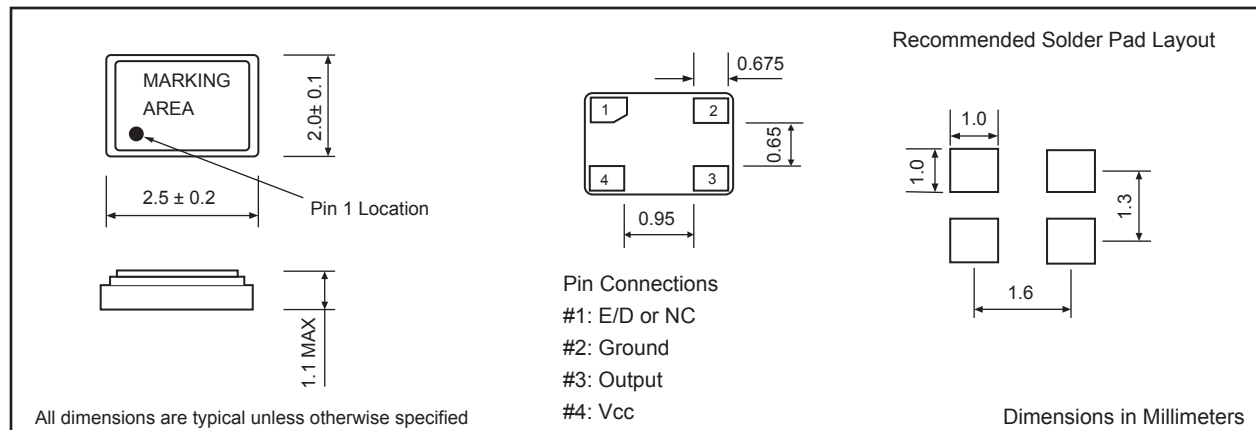 MARKING
AREA
2.0± 0.1
2.5 ± 0.2
Pin 1 Location
1.1 MAX
All dimensions are typical unless otherwise specified
0.675
1
2
0.65
4
3
0.95
Pin Connections
#1: E/D or NC
#2: Ground
#3: Output
#4: Vcc
Recommended Solder Pad Layout
1.0
1.0
1.3
1.6
Dimensions in Millimeters